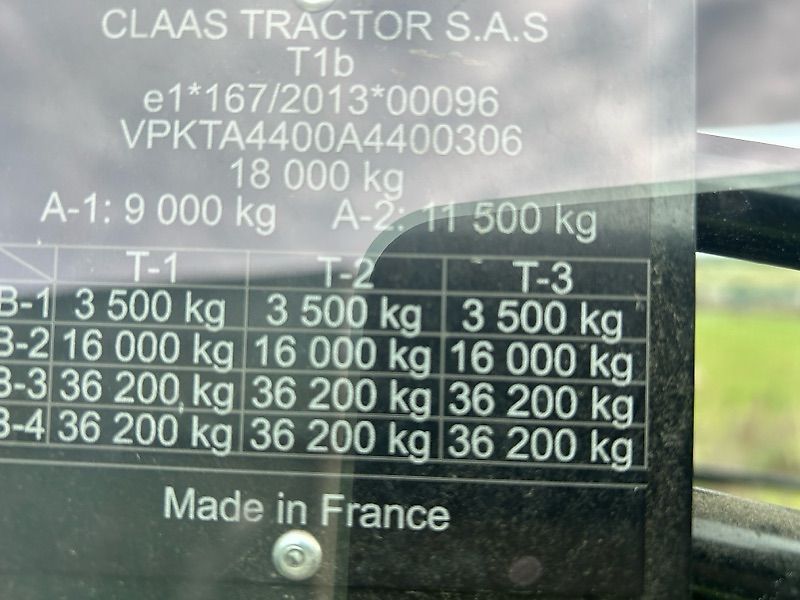 CLAAS TRACTOR S.A.S
T1b
e1*167/2013*00096
VPKTA4400A4400306
18 000 kg
A-1: 9 000 kg A-2: 11 500 kg
T-1 T-2 T-3
B-1 3 500 kg 3 500 kg 3 500 kg
B-2 16 000 kg 16 000 kg 16 000 kg
B-3 36 200 kg 36 200 kg 36 200 kg
B-4 36 200 kg 36 200 kg 36 200 kg
Made in France